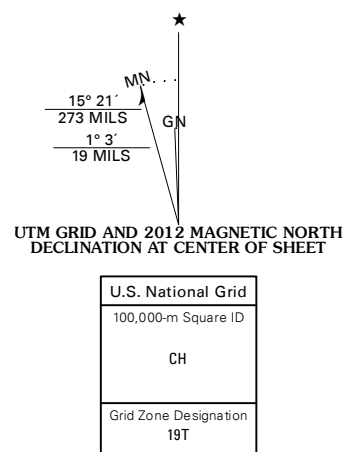 ★
MN
GN
15° 21´
273 MILS
1° 3´
19 MILS
UTM GRID AND 2012 MAGNETIC NORTH
DECLINATION AT CENTER OF SHEET
U.S. National Grid
100,000-m Square ID
CH
Grid Zone Designation
19T